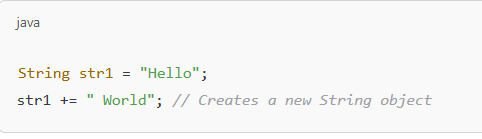 java
String str1 = "Hello";
str1 += " World"; // Creates a new String object